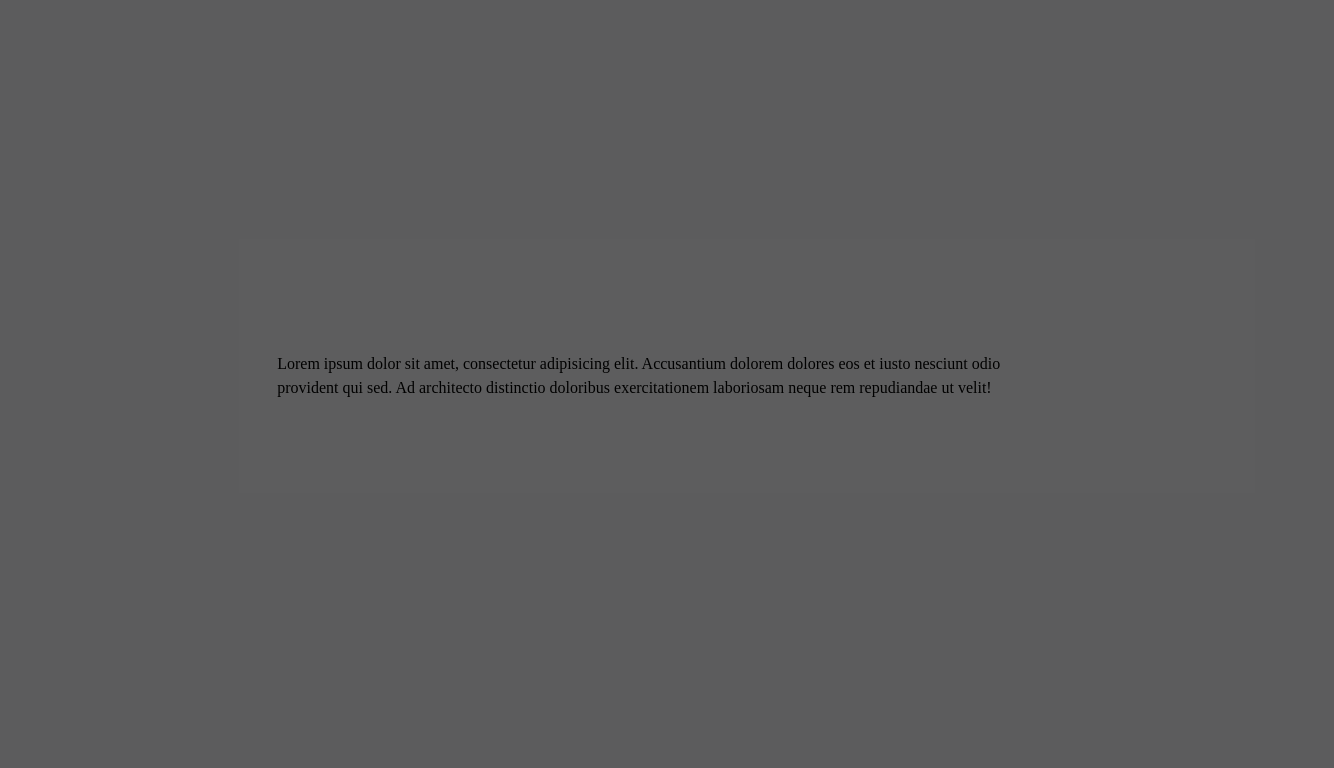 Lorem ipsum dolor sit amet, consectetur adipisicing elit. Accusantium dolorem dolores eos et iusto nesciunt odio
provident qui sed. Ad architecto distinctio doloribus exercitationem laboriosam neque rem repudiandae ut velit!